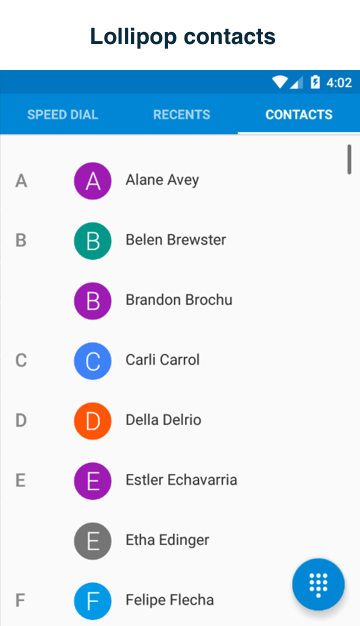 Lollipop contacts
4:02
SPEED DIAL RECENTS CONTACTS
A A Alane Avey
B B Belen Brewster
B Brandon Brochu
C C Carli Carrol
D D Della Delrio
E E Estler Echavarria
E Etha Edinger
F F Felipe Flecha